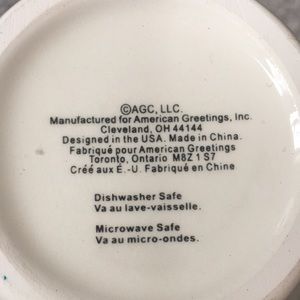 ©AGC, LLC.
Manufactured for American Greetings, Inc.
Cleveland, OH 44144
Designed in the USA. Made in China.
Fabriqué pour American Greetings
Toronto, Ontario M8Z 1 S7
Créé aux É.-U. Fabriqué en Chine
Dishwasher Safe
Va au lave-vaisselle.
Microwave Safe
Va au micro-ondes.